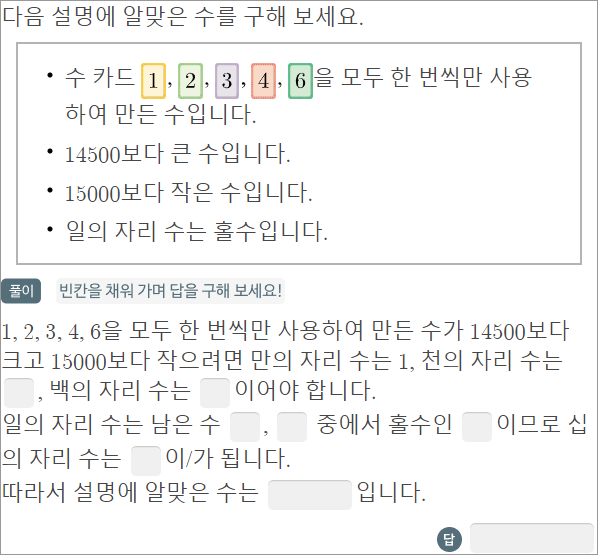 다음 설명에 알맞은 수를 구해 보세요.
• 수 카드 1, 2, 3, 4, 6을 모두 한 번씩만 사용
하여 만든 수입니다.
• 14500보다 큰 수입니다.
• 15000보다 작은 수입니다.
• 일의 자리 수는 홀수입니다.
풀이 빈칸을 채워 가며 답을 구해 보세요!
1, 2, 3, 4, 6을 모두 한 번씩만 사용하여 만든 수가 14500보다
크고 15000보다 작으려면 만의 자리 수는 1, 천의 자리 수는
, 백의 자리 수는 이어야 합니다.
일의 자리 수는 남은 수 , 중에서 홀수인 이므로 십
의 자리 수는 이/가 됩니다.
따라서 설명에 알맞은 수는 입니다.
답